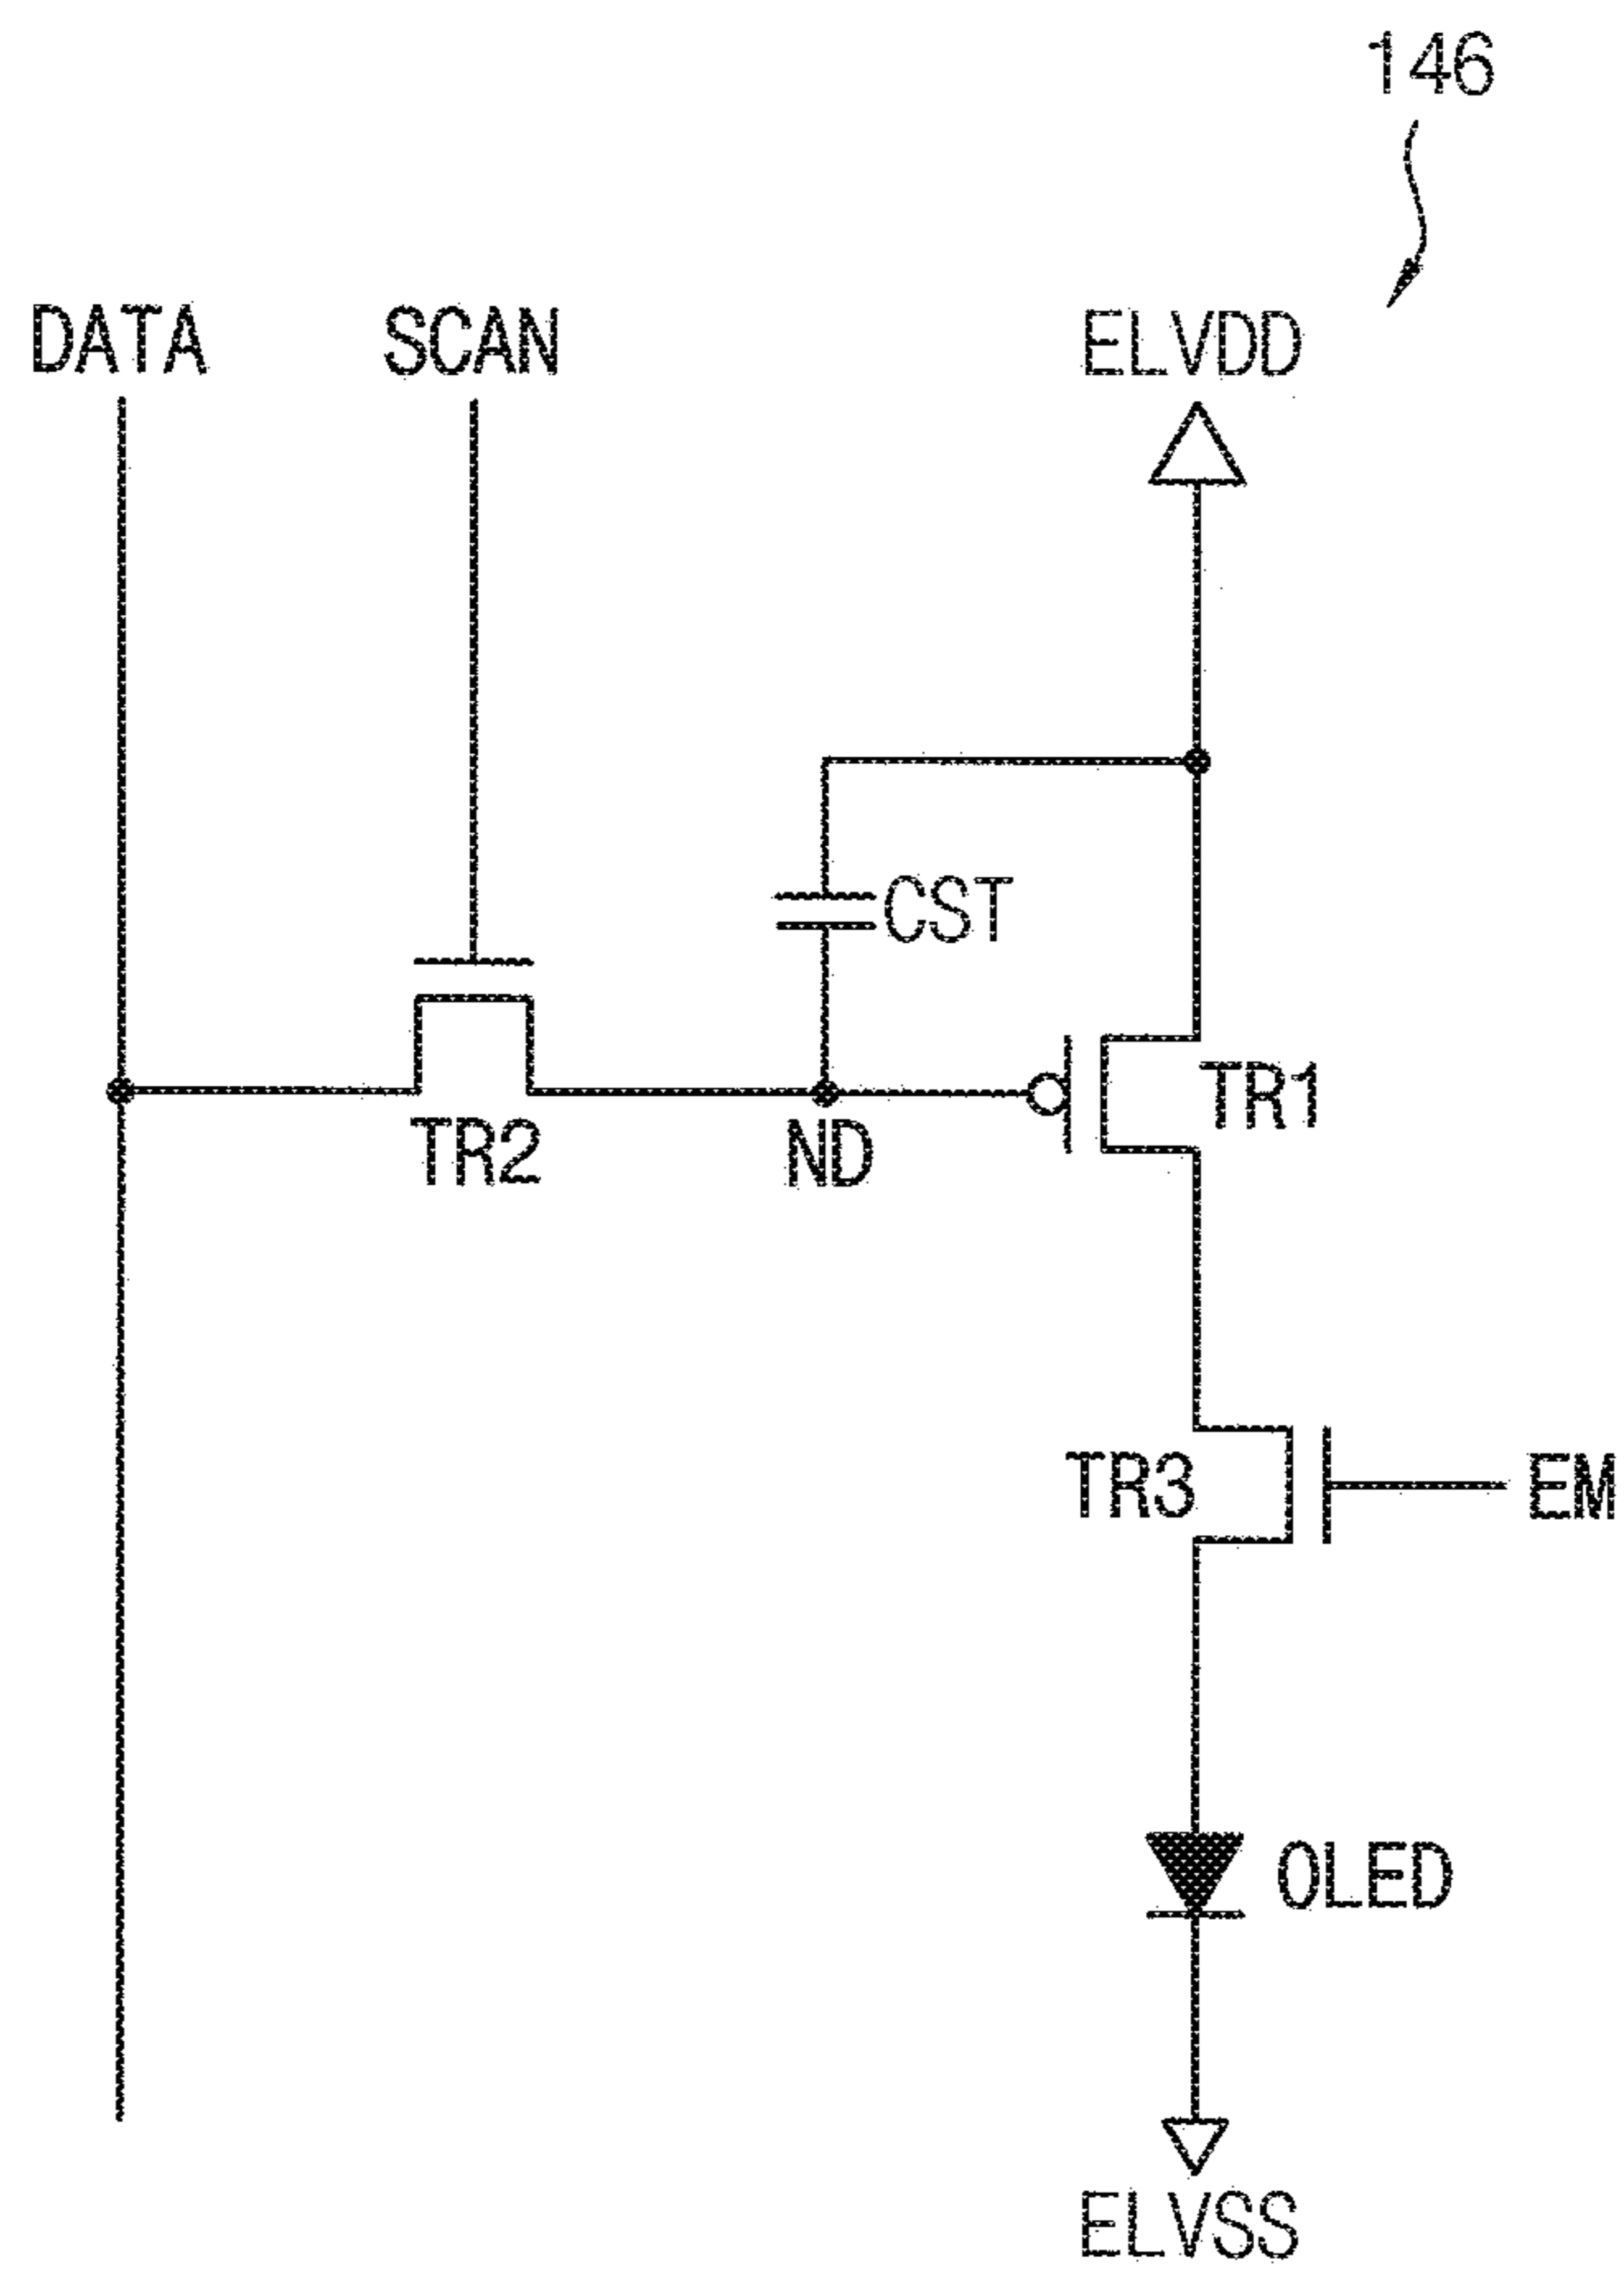 146
DATA
SCAN
ELVDD
CST
TR1
TR2
ND
TR3
EM
OLED
ELVSS